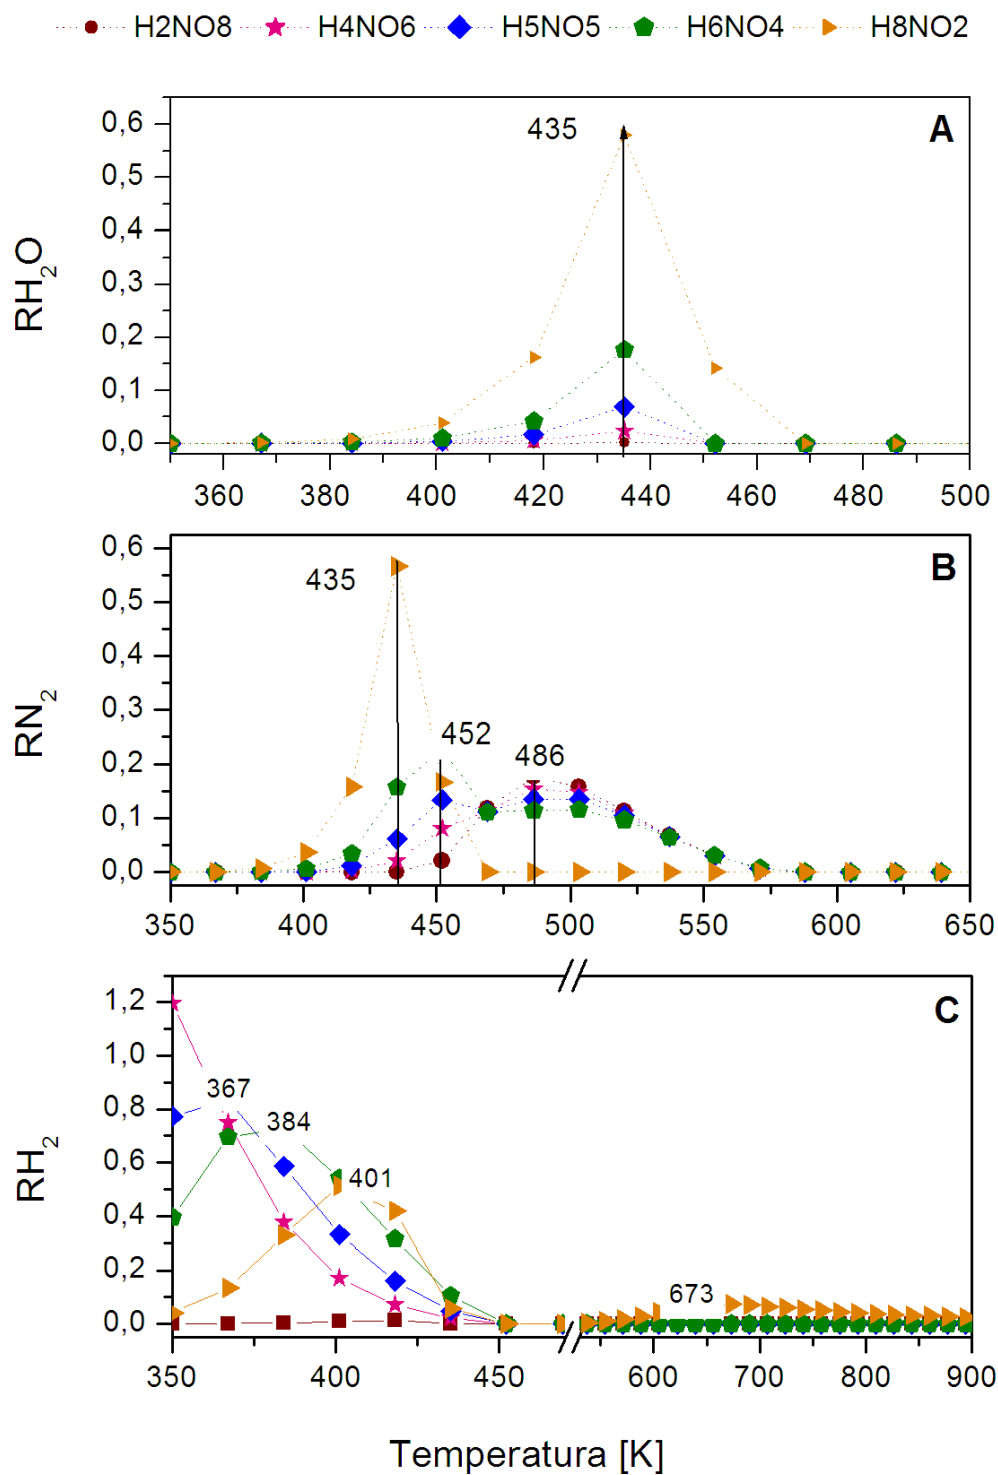 H2NO8 H4NO6 H5NO5 H6NO4 H8NO2
A
435
0,6
0,5
0,4
0,3
0,2
0,1
0,0
RH2O
360 380 400 420 440 460 480 500
B
435
452
486
0,6
0,5
0,4
0,3
0,2
0,1
0,0
RN2
350 400 450 500 550 600 650
C
367
384
401
673
1,2
1,0
0,8
0,6
0,4
0,2
0,0
RH2
350 400 450 600 700 800 900
Temperatura [K]